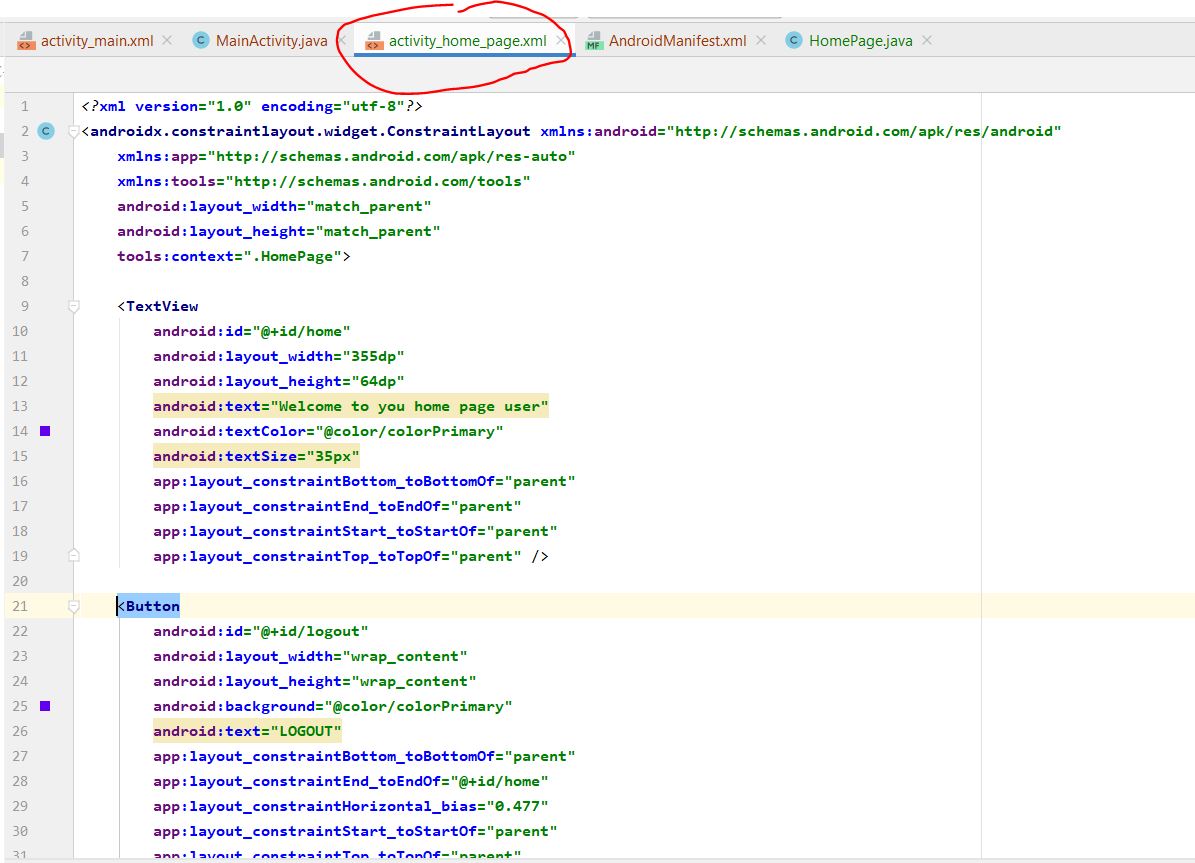 activity_main.xml MainActivity.java activity_home_page.xml AndroidManifest.xml HomePage.java
1 <?xml version="1.0" encoding="utf-8"?>
2 <androidx.constraintlayout.widget.ConstraintLayout xmlns:android="http://schemas.android.com/apk/res/android"
3 xmlns:app="http://schemas.android.com/apk/res-auto"
4 xmlns:tools="http://schemas.android.com/tools"
5 android:layout_width="match_parent"
6 android:layout_height="match_parent"
7 tools:context=".HomePage">
8
9 <TextView
10 android:id="@+id/home"
11 android:layout_width="355dp"
12 android:layout_height="64dp"
13 android:text="Welcome to you home page user"
14 android:textColor="@color/colorPrimary"
15 android:textSize="35px"
16 app:layout_constraintBottom_toBottomOf="parent"
17 app:layout_constraintEnd_toEndOf="parent"
18 app:layout_constraintStart_toStartOf="parent"
19 app:layout_constraintTop_toTopOf="parent" />
20
21 <Button
22 android:id="@+id/logout"
23 android:layout_width="wrap_content"
24 android:layout_height="wrap_content"
25 android:background="@color/colorPrimary"
26 android:text="LOGOUT"
27 app:layout_constraintBottom_toBottomOf="parent"
28 app:layout_constraintEnd_toEndOf="@+id/home"
29 app:layout_constraintHorizontal_bias="0.477"
30 app:layout_constraintStart_toStartOf="parent"
31 app:layout_constraintTop_toTopOf="parent"